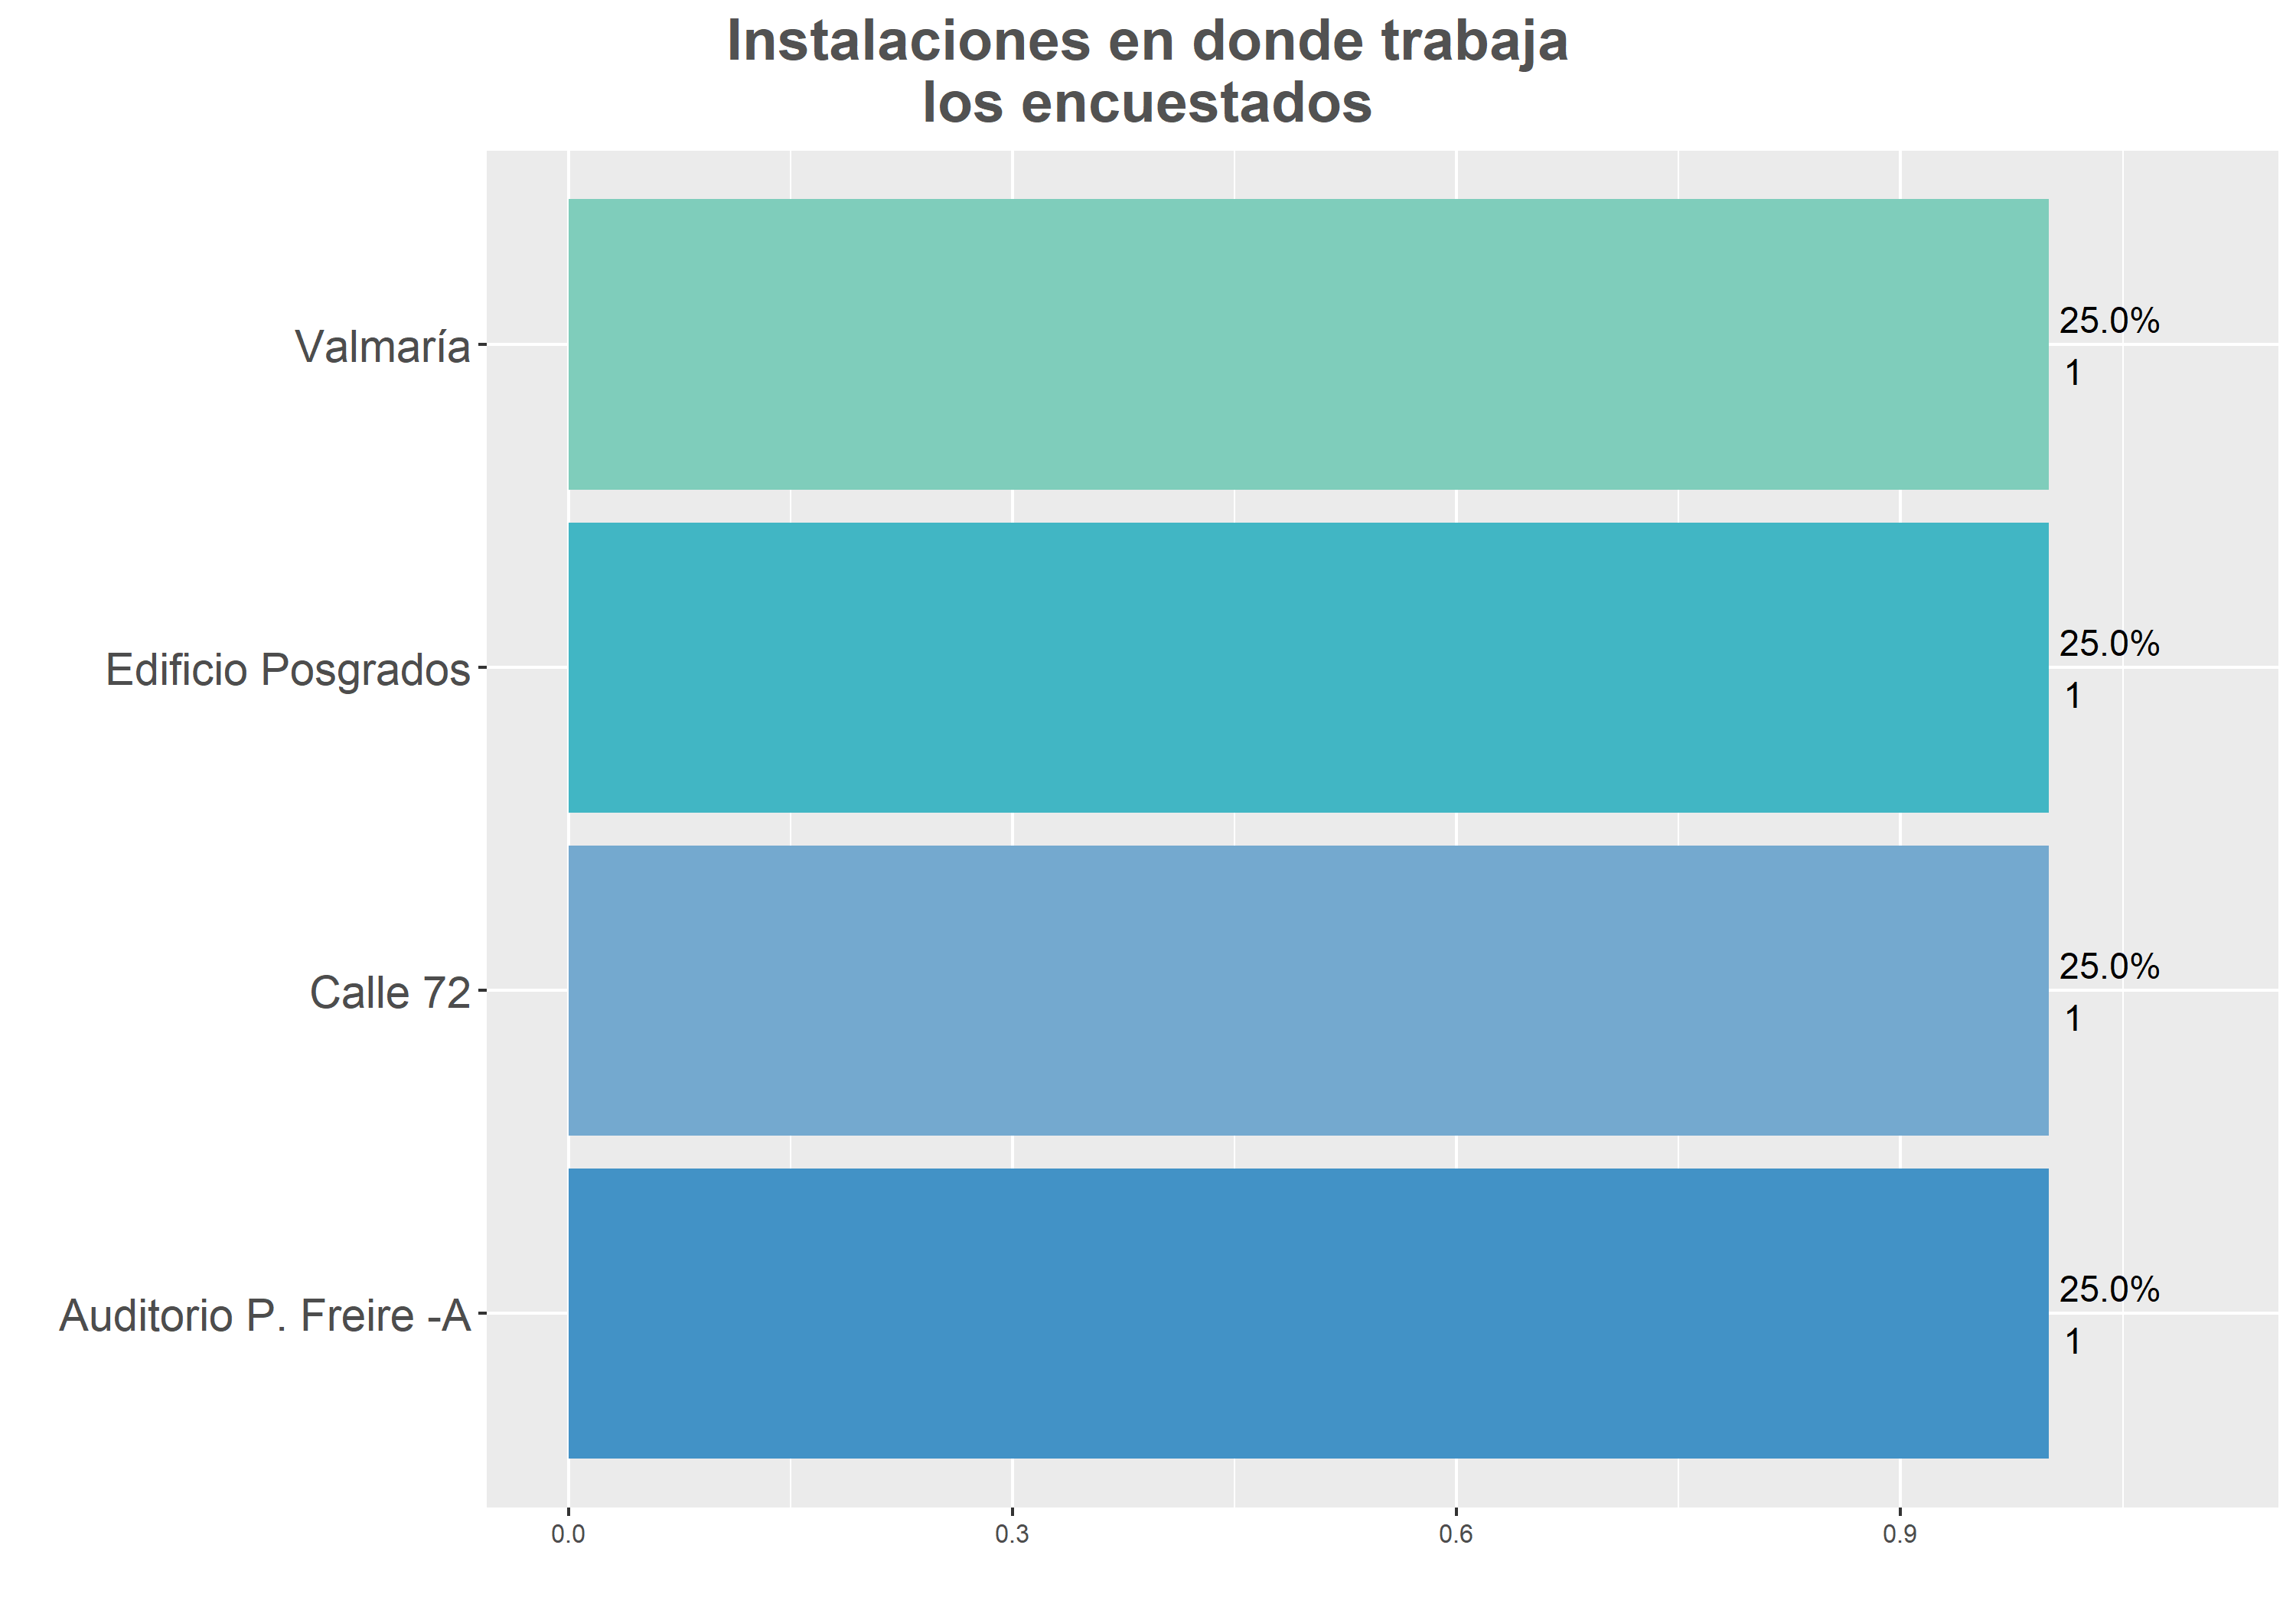 Instalaciones en donde trabaja
los encuestados
Valmaría
25.0%
1
Edificio Posgrados
25.0%
1
Calle 72
25.0%
1
Auditorio P. Freire -A
25.0%
1
0.0 0.3 0.6 0.9